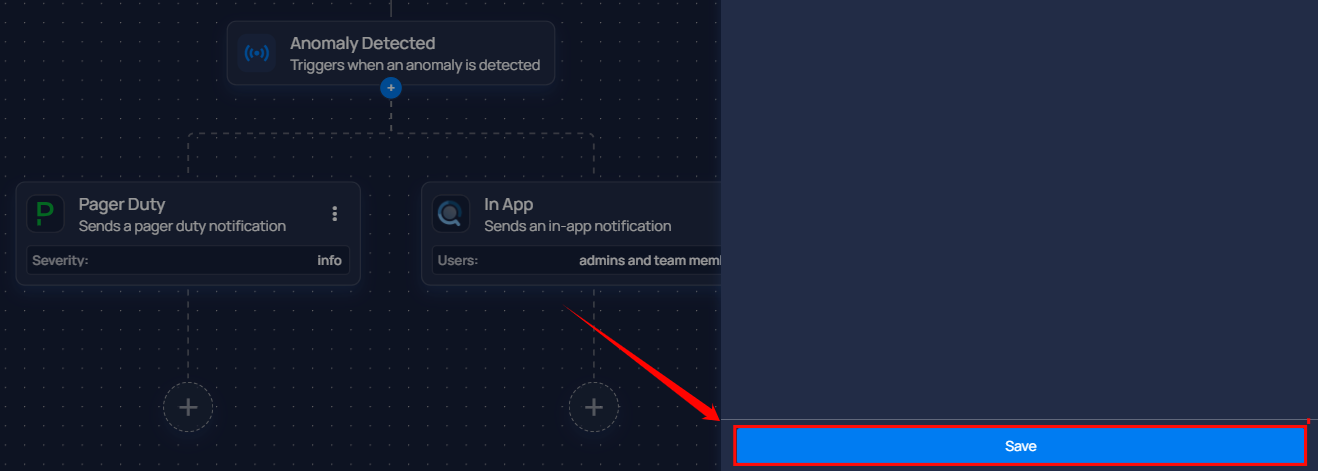 Anomaly Detected
Triggers when an anomaly is detected
Pager Duty
Sends a pager duty notification
Severity: info
In App
Sends an in-app notification
Users: admins and team mem
Save